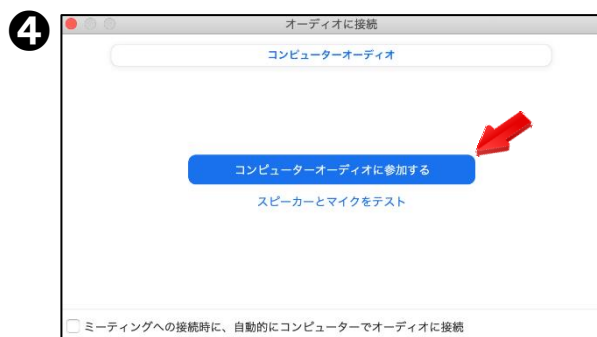 ❹
オーディオに接続
コンピューターオーディオ
コンピューターオーディオに参加する
スピーカーとマイクをテスト
ミーティングへの接続時に、自動的にコンピューターでオーディオに接続